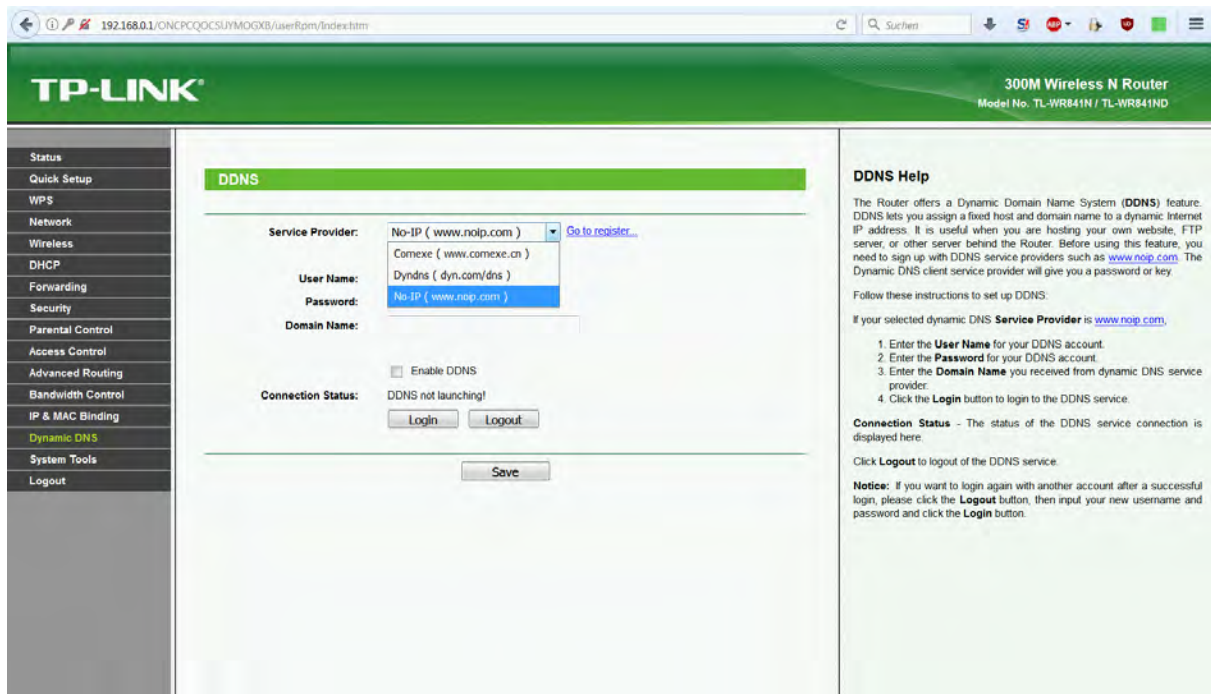 192.168.0.1/ONCPCQOCSUYMOGXB/userRpm/Index.htm
Suchen
TP-LINK®
300M Wireless N Router
Model No. TL-WR841N / TL-WR841ND
Status
Quick Setup
WPS
Network
Wireless
DHCP
Forwarding
Security
Parental Control
Access Control
Advanced Routing
Bandwidth Control
IP & MAC Binding
Dynamic DNS
System Tools
Logout
DDNS
Service Provider: No-IP ( www.noip.com ) Go to register...
Comexe ( www.comexe.cn )
Dyndns ( dyn.com/dns )
No-IP ( www.noip.com )
User Name:
Password:
Domain Name:
Enable DDNS
Connection Status: DDNS not launching!
Login Logout
Save
DDNS Help
The Router offers a Dynamic Domain Name System (DDNS) feature.
DDNS lets you assign a fixed host and domain name to a dynamic Internet
IP address. It is useful when you are hosting your own website, FTP
server, or other server behind the Router. Before using this feature, you
need to sign up with DDNS service providers such as www.noip.com. The
Dynamic DNS client service provider will give you a password or key.
Follow these instructions to set up DDNS:
If your selected dynamic DNS Service Provider is www.noip.com,
1. Enter the User Name for your DDNS account.
2. Enter the Password for your DDNS account.
3. Enter the Domain Name you received from dynamic DNS service
provider.
4. Click the Login button to login to the DDNS service.
Connection Status - The status of the DDNS service connection is
displayed here.
Click Logout to logout of the DDNS service.
Notice: If you want to login again with another account after a successful
login, please click the Logout button, then input your new username and
password and click the Login button.